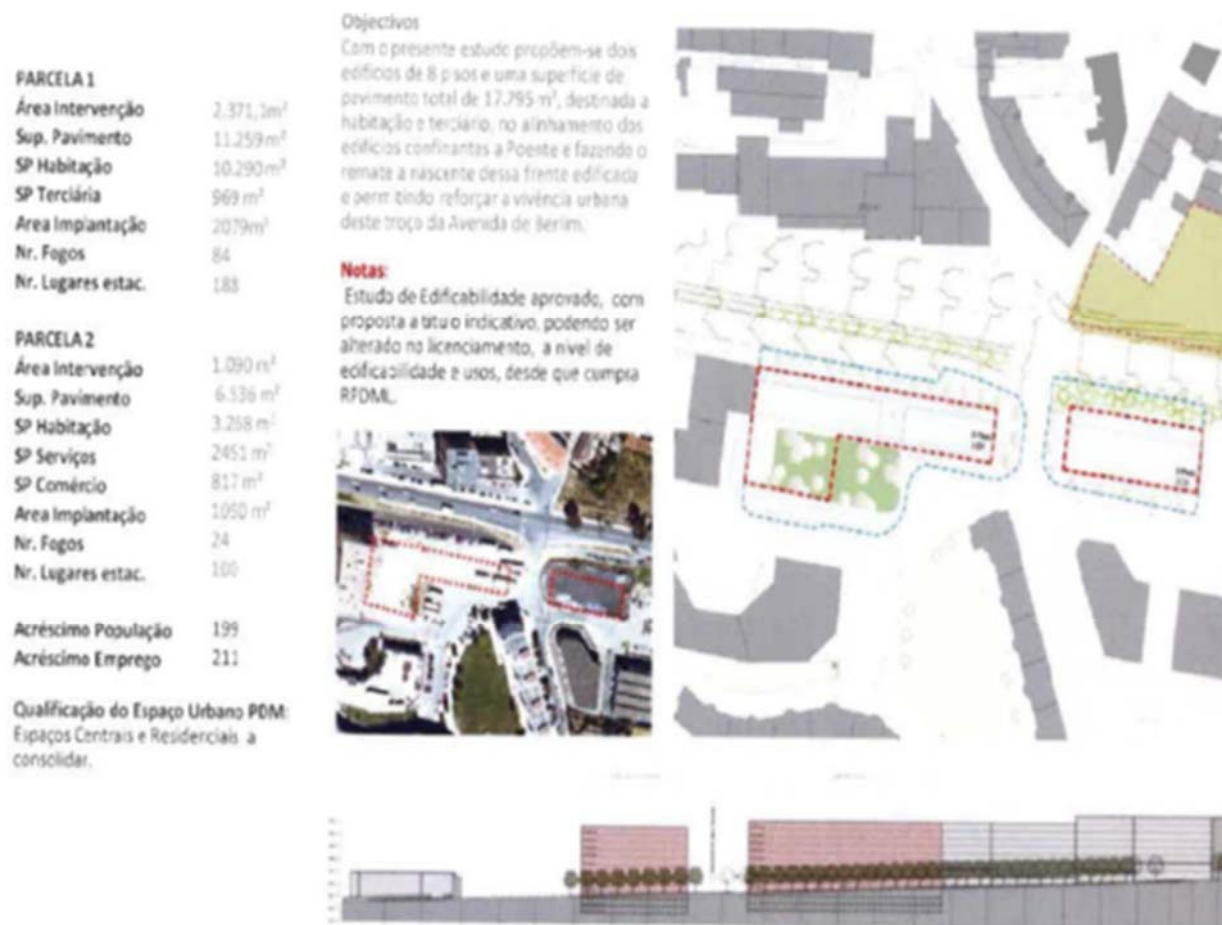 PARCELA 1
Área Intervenção 2.371,1m²
Sup. Pavimento 11.259m²
SP Habitação 10.290m²
SP Terciária 969 m²
Area Implantação 2079m²
Nr. Fogos 84
Nr. Lugares estac. 188
PARCELA 2
Área Intervenção 1.090 m²
Sup. Pavimento 6.536 m²
SP Habitação 3.268 m²
SP Serviços 2451 m²
SP Comércio 817 m²
Area Implantação 1090 m²
Nr. Fogos 24
Nr. Lugares estac. 100
Acréscimo População 199
Acréscimo Emprego 211
Qualificação do Espaço Urbano PDM:
Espaços Centrais e Residenciais a
consolidar.
Objectivos
Com o presente estudo propõem-se dois
edifícios de 8 pisos e uma superfície de
pavimento total de 17.795 m², destinada a
habitação e terciário, no alinhamento dos
edifícios confinantes a Poente e fazendo o
remate a nascente dessa frente edificada
e permitindo reforçar a vivência urbana
deste troço da Avenida de Berlim.
Notas:
Estudo de Edificabilidade aprovado, com
proposta a título indicativo, podendo ser
alterado no licenciamento, a nível de
edificabilidade e usos, desde que cumpra
RPDML.